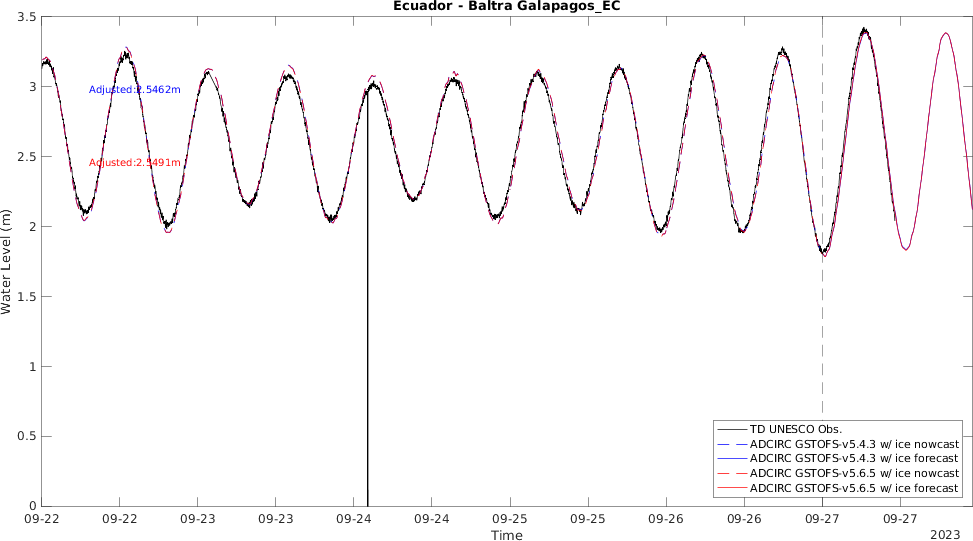 Ecuador - Baltra Galapagos_EC
3.5
3
2.5
2
1.5
1
0.5
0
Water Level (m)
Adjusted:2.5462m
Adjusted:2.5491m
TD UNESCO Obs.
ADCIRC GSTOFS-v5.4.3 w/ ice nowcast
ADCIRC GSTOFS-v5.4.3 w/ ice forecast
ADCIRC GSTOFS-v5.6.5 w/ ice nowcast
ADCIRC GSTOFS-v5.6.5 w/ ice forecast
09-22 09-22 09-23 09-23 09-24 09-24 09-25 09-25 09-26 09-26 09-27 09-27
Time
2023